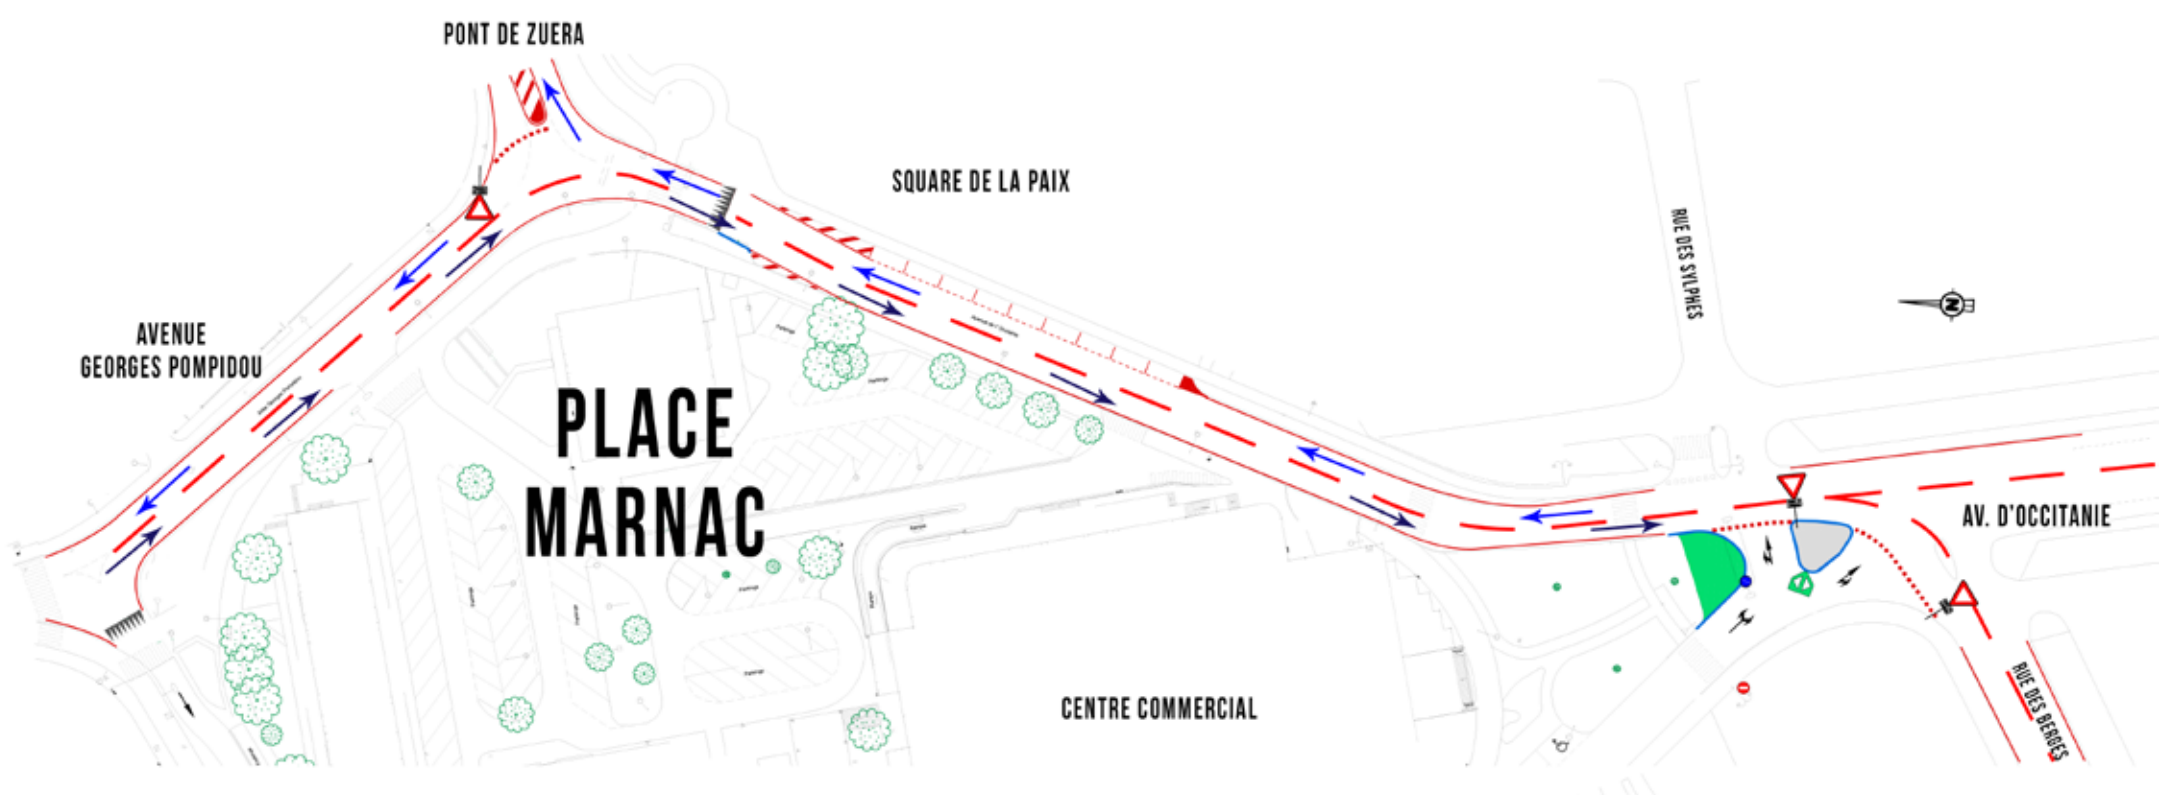 PONT DE ZUERA
SQUARE DE LA PAIX
RUE DES SYLPHES
N
AVENUE
GEORGES POMPIDOU
PLACE
MARNAC
AV. D'OCCITANIE
CENTRE COMMERCIAL
RUE DES BERGES